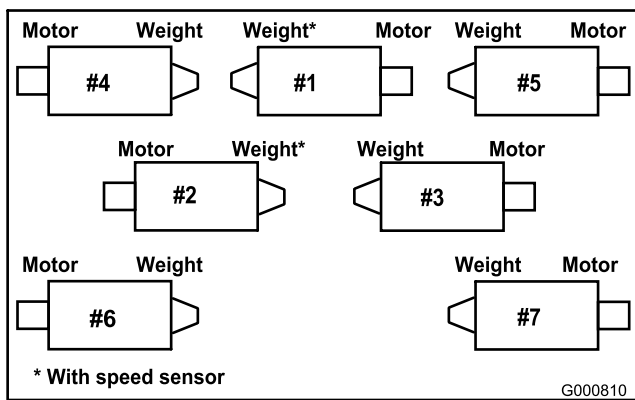 Motor Weight Weight* Motor Weight Motor
#4 #1 #5
Motor Weight* Weight Motor
#2 #3
Motor Weight Weight Motor
#6 #7
* With speed sensor
G000810